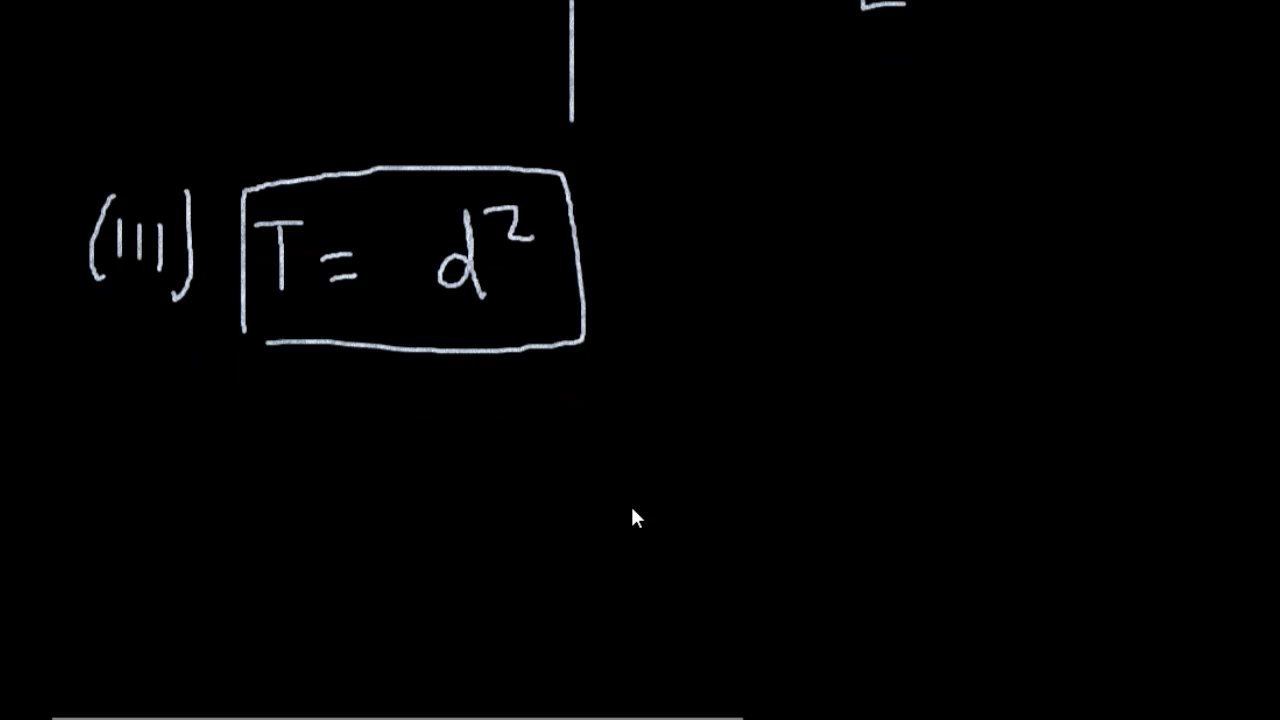 (III) T = d²